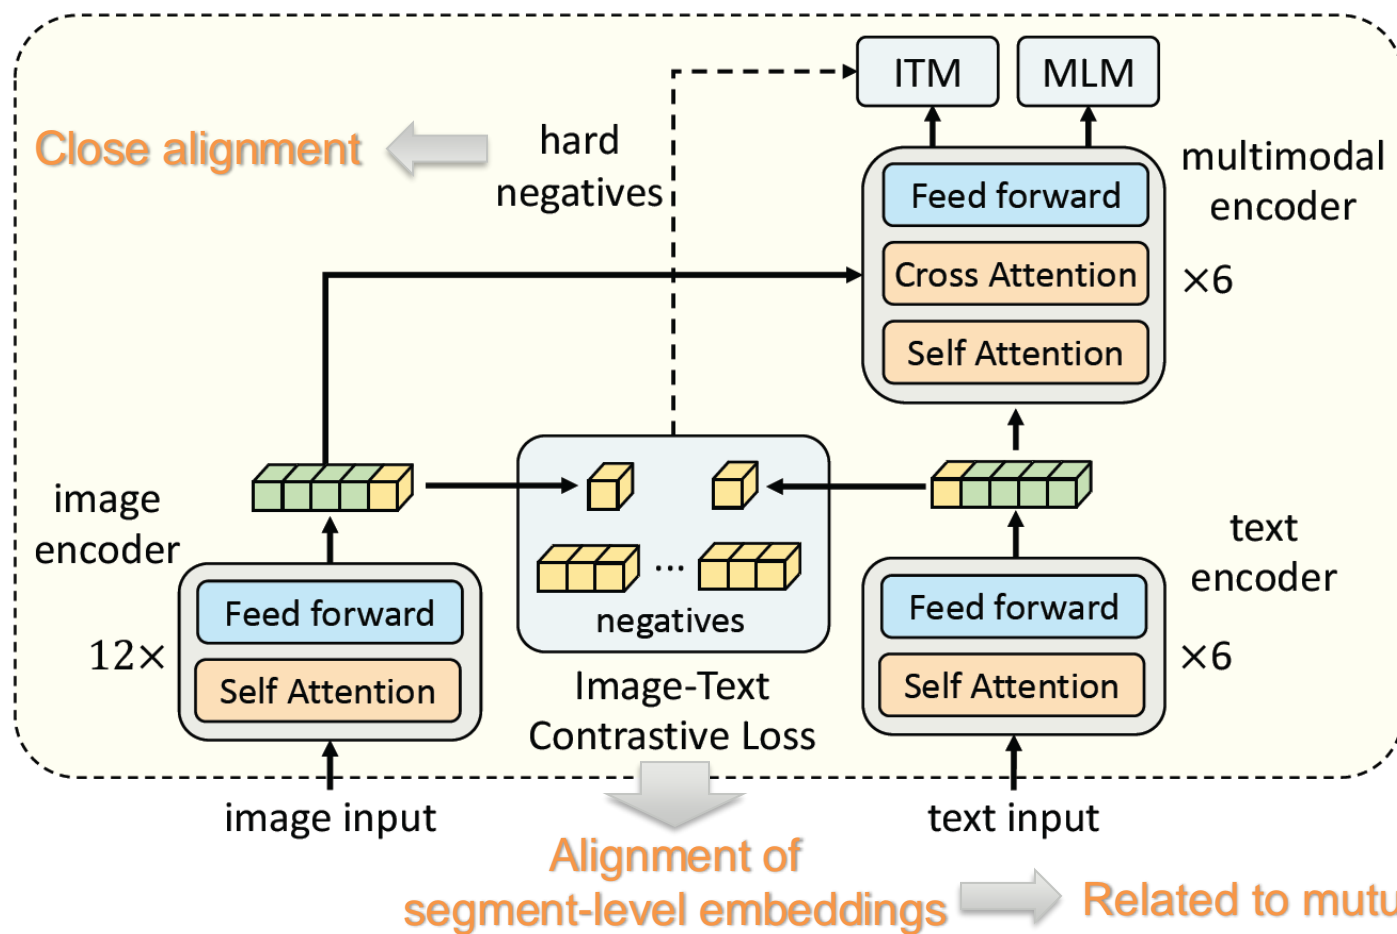 ITM
MLM
Close alignment
hard
negatives
multimodal
encoder
Feed forward
Cross Attention
×6
Self Attention
image
encoder
text
encoder
...
negatives
Feed forward
12×
Self Attention
Feed forward
×6
Self Attention
Image-Text
Contrastive Loss
image input
text input
Alignment of
segment-level embeddings
Related to